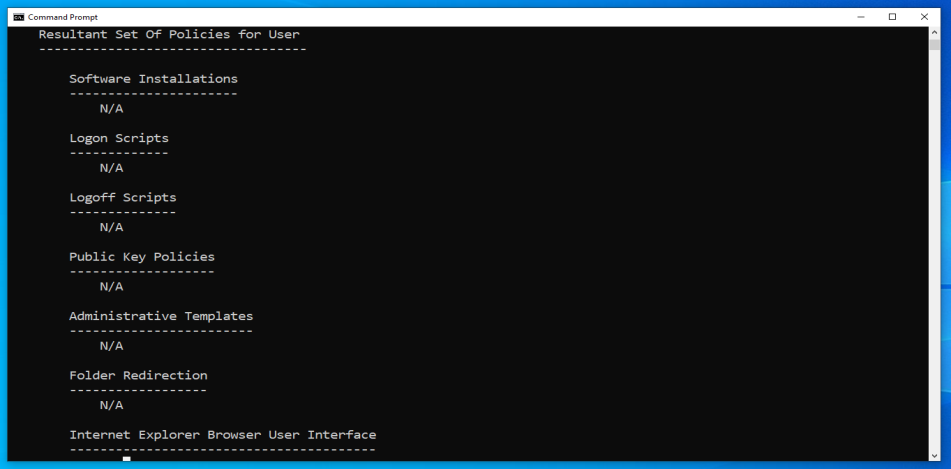 Command Prompt
Resultant Set Of Policies for User
-----------------------------------
Software Installations
----------------------
N/A
Logon Scripts
-------------
N/A
Logoff Scripts
--------------
N/A
Public Key Policies
-------------------
N/A
Administrative Templates
------------------------
N/A
Folder Redirection
------------------
N/A
Internet Explorer Browser User Interface
----------------------------------------